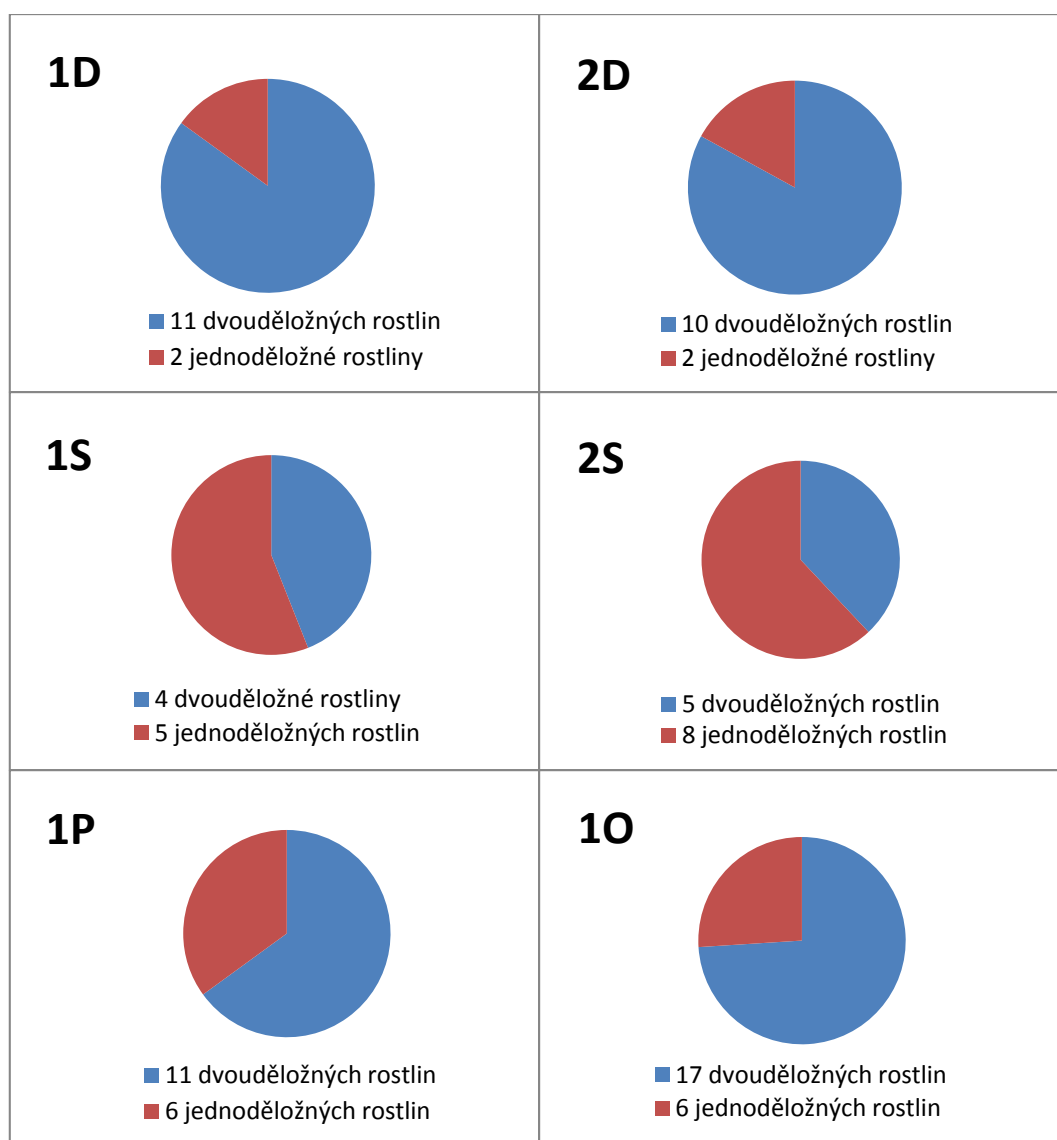 1D
11 dvouděložných rostlin
2 jednoděložné rostliny
2D
10 dvouděložných rostlin
2 jednoděložné rostliny
1S
4 dvouděložné rostliny
5 jednoděložných rostlin
2S
5 dvouděložných rostlin
8 jednoděložných rostlin
1P
11 dvouděložných rostlin
6 jednoděložných rostlin
1O
17 dvouděložných rostlin
6 jednoděložných rostlin